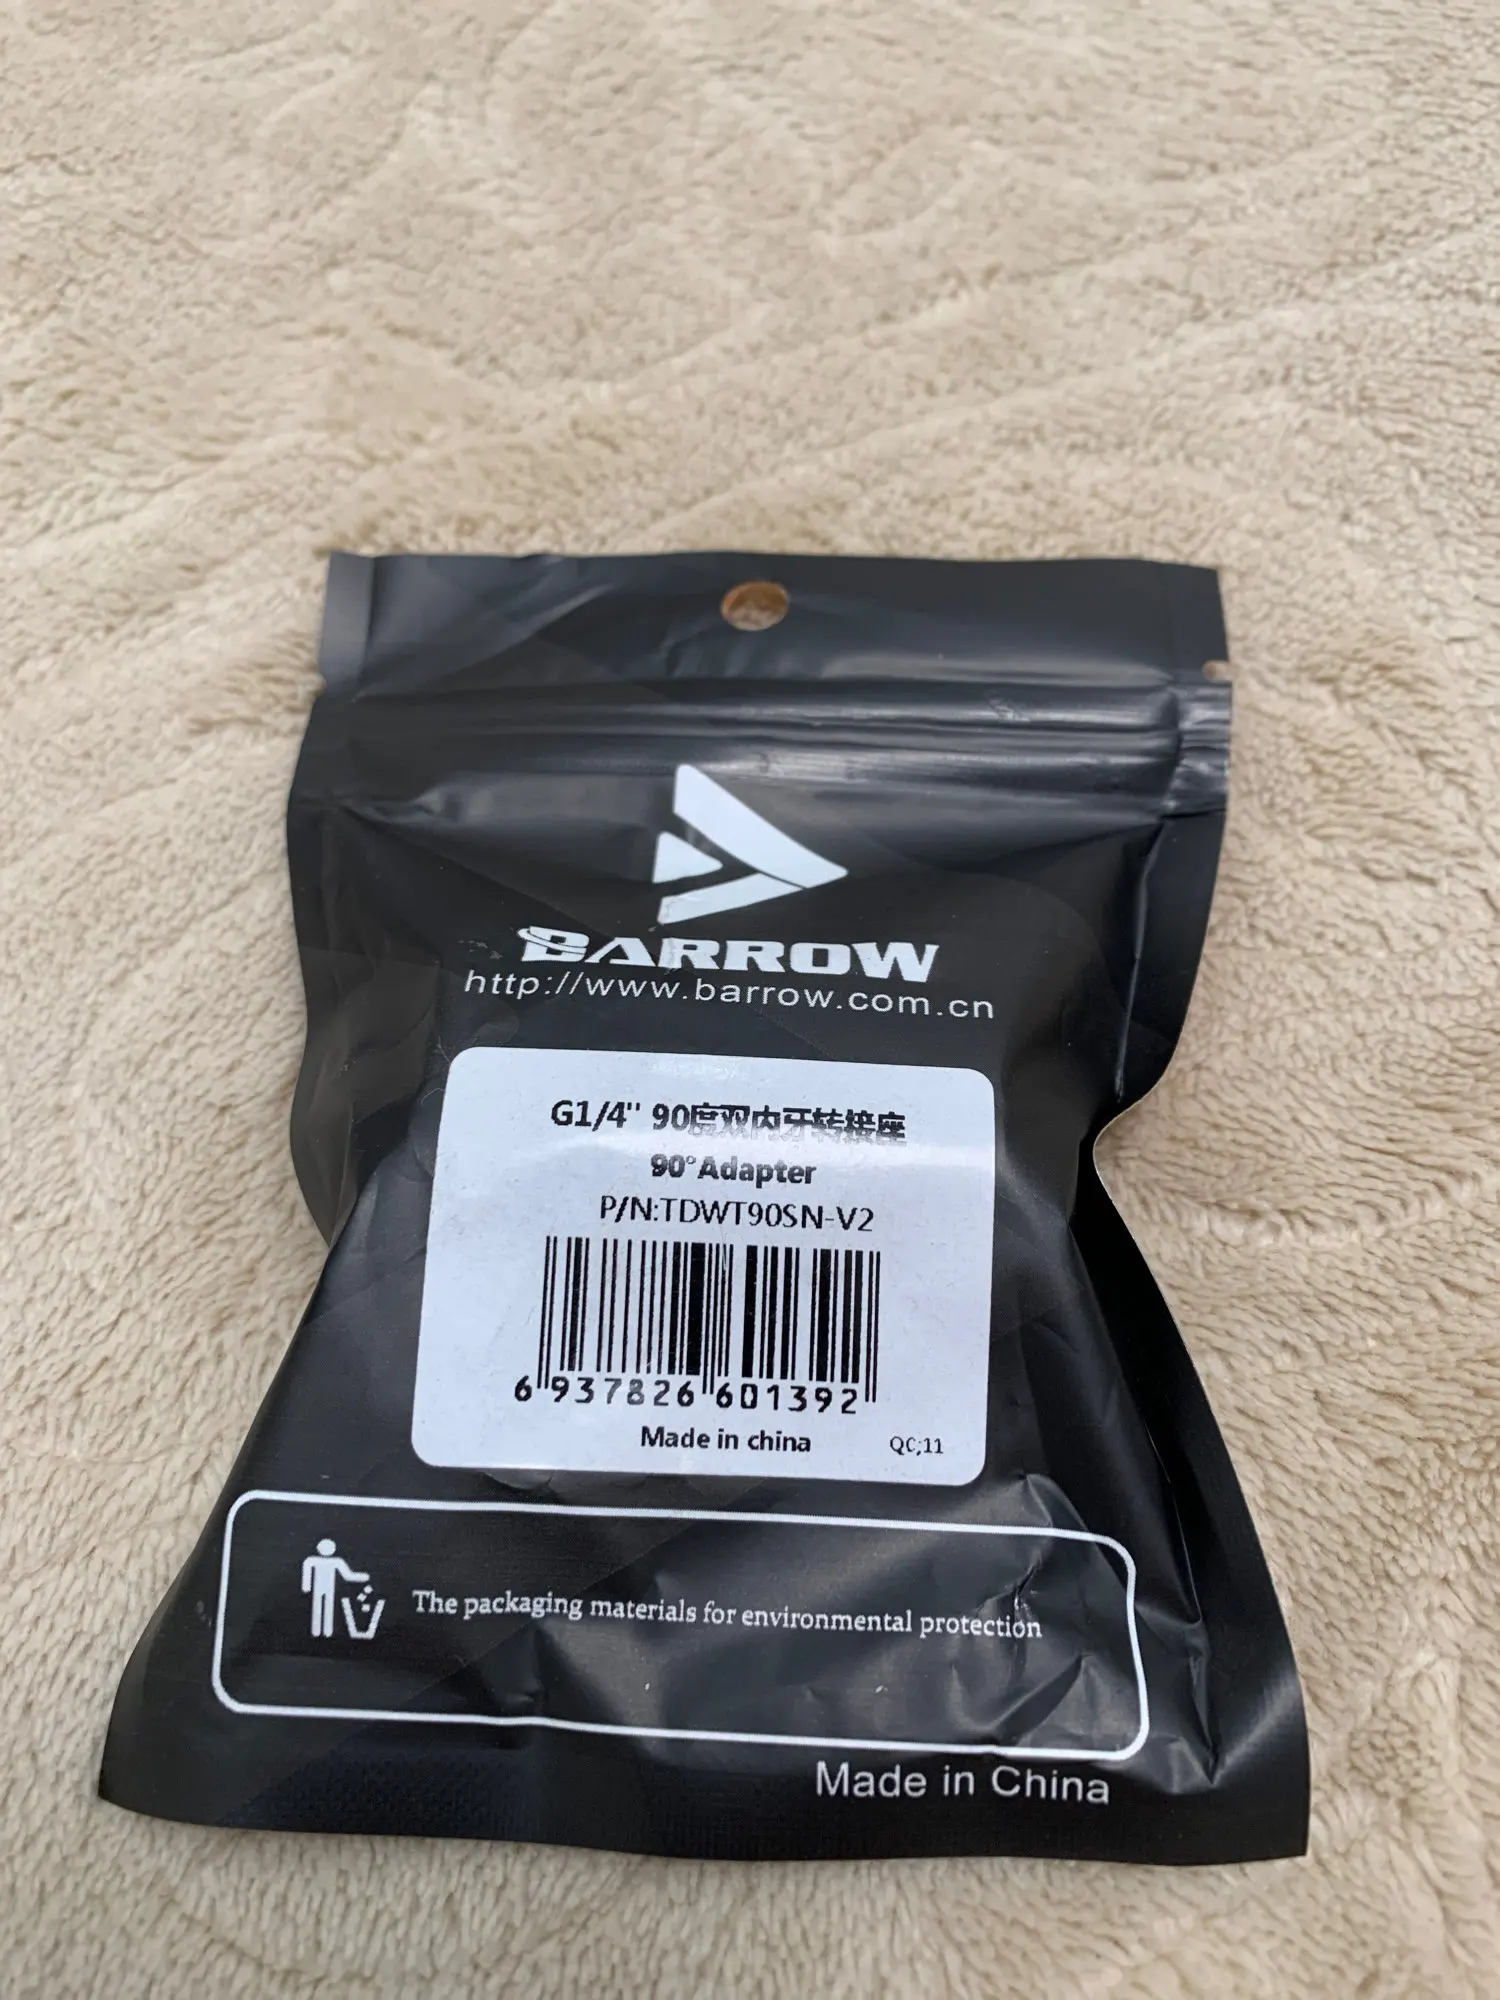 BARROW
http://www.barrow.com.cn
G1/4" 90度双内牙转接座
90°Adapter
P/N:TDWT90SN-V2
6 937826 601392
Made in china
QC;11
The packaging materials for environmental protection
Made in China